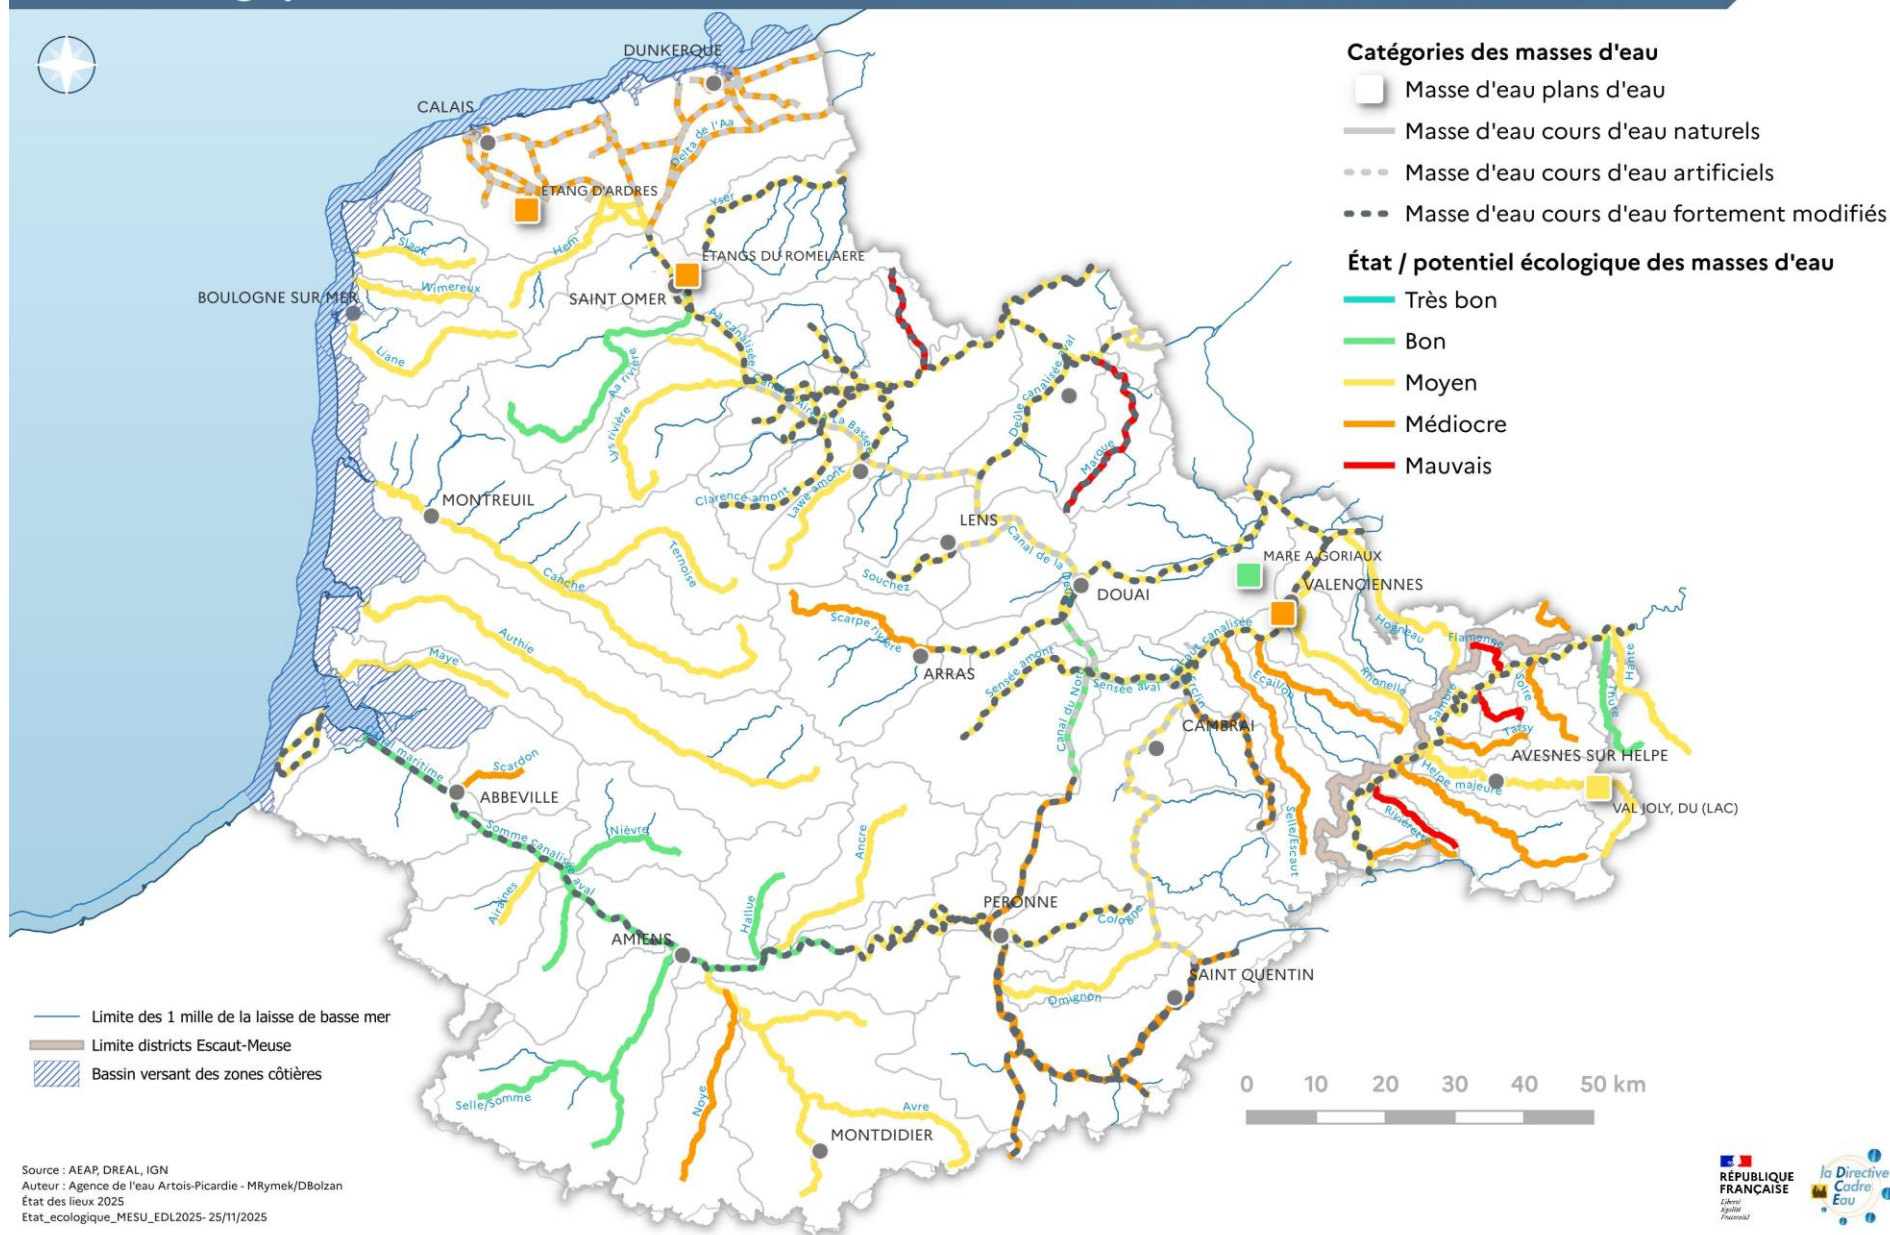 DUNKERQUE
CALAIS
Delta de l'Aa
ETANG D'ARDRES
Yser
Slack
Hem
ETANGS DU ROMELAERE
Wimereux
BOULOGNE SUR MER
SAINT OMER
Aa canalisée
Liane
Aa rivière
Deûle canalisée aval
Lys rivière
Marque
Clarence amont
Lawe amont
MONTREUIL
LENS
Canche
Ternoise
Souchez
MARE A GORIAUX
DOUAI
VALENCIENNES
Scarpe rivière
Hogneau
Flamenne
Hante
Authie
Maye
ARRAS
Sensée amont
Sensée aval
Escaut canalisée
Erclin
Ecaillon
Rhonelle
Sambre
Solre
Thure
Tarsy
Canal du Nord
CAMBRAI
AVESNES SUR HELPE
Helpe majeure
VAL JOLY, DU (LAC)
Canal maritime
Scardon
ABBEVILLE
Rivièrette
Selle/Escaut
Somme canalisée aval
Nièvre
Ancre
Airaines
Hallue
PERONNE
Cologne
AMIENS
SAINT QUENTIN
Omignon
Noye
Selle/Somme
Avre
MONTDIDIER
Catégories des masses d'eau
Masse d'eau plans d'eau
Masse d'eau cours d'eau naturels
Masse d'eau cours d'eau artificiels
Masse d'eau cours d'eau fortement modifiés
État / potentiel écologique des masses d'eau
Très bon
Bon
Moyen
Médiocre
Mauvais
Limite des 1 mille de la laisse de basse mer
Limite districts Escaut-Meuse
Bassin versant des zones côtières
0 10 20 30 40 50 km
Source : AEAP, DREAL, IGN
Auteur : Agence de l'eau Artois-Picardie - MRymek/DBolzan
État des lieux 2025
Etat_ecologique_MESU_EDL2025- 25/11/2025
RÉPUBLIQUE
FRANÇAISE
Liberté
Égalité
Fraternité
la Directive
Cadre
Eau